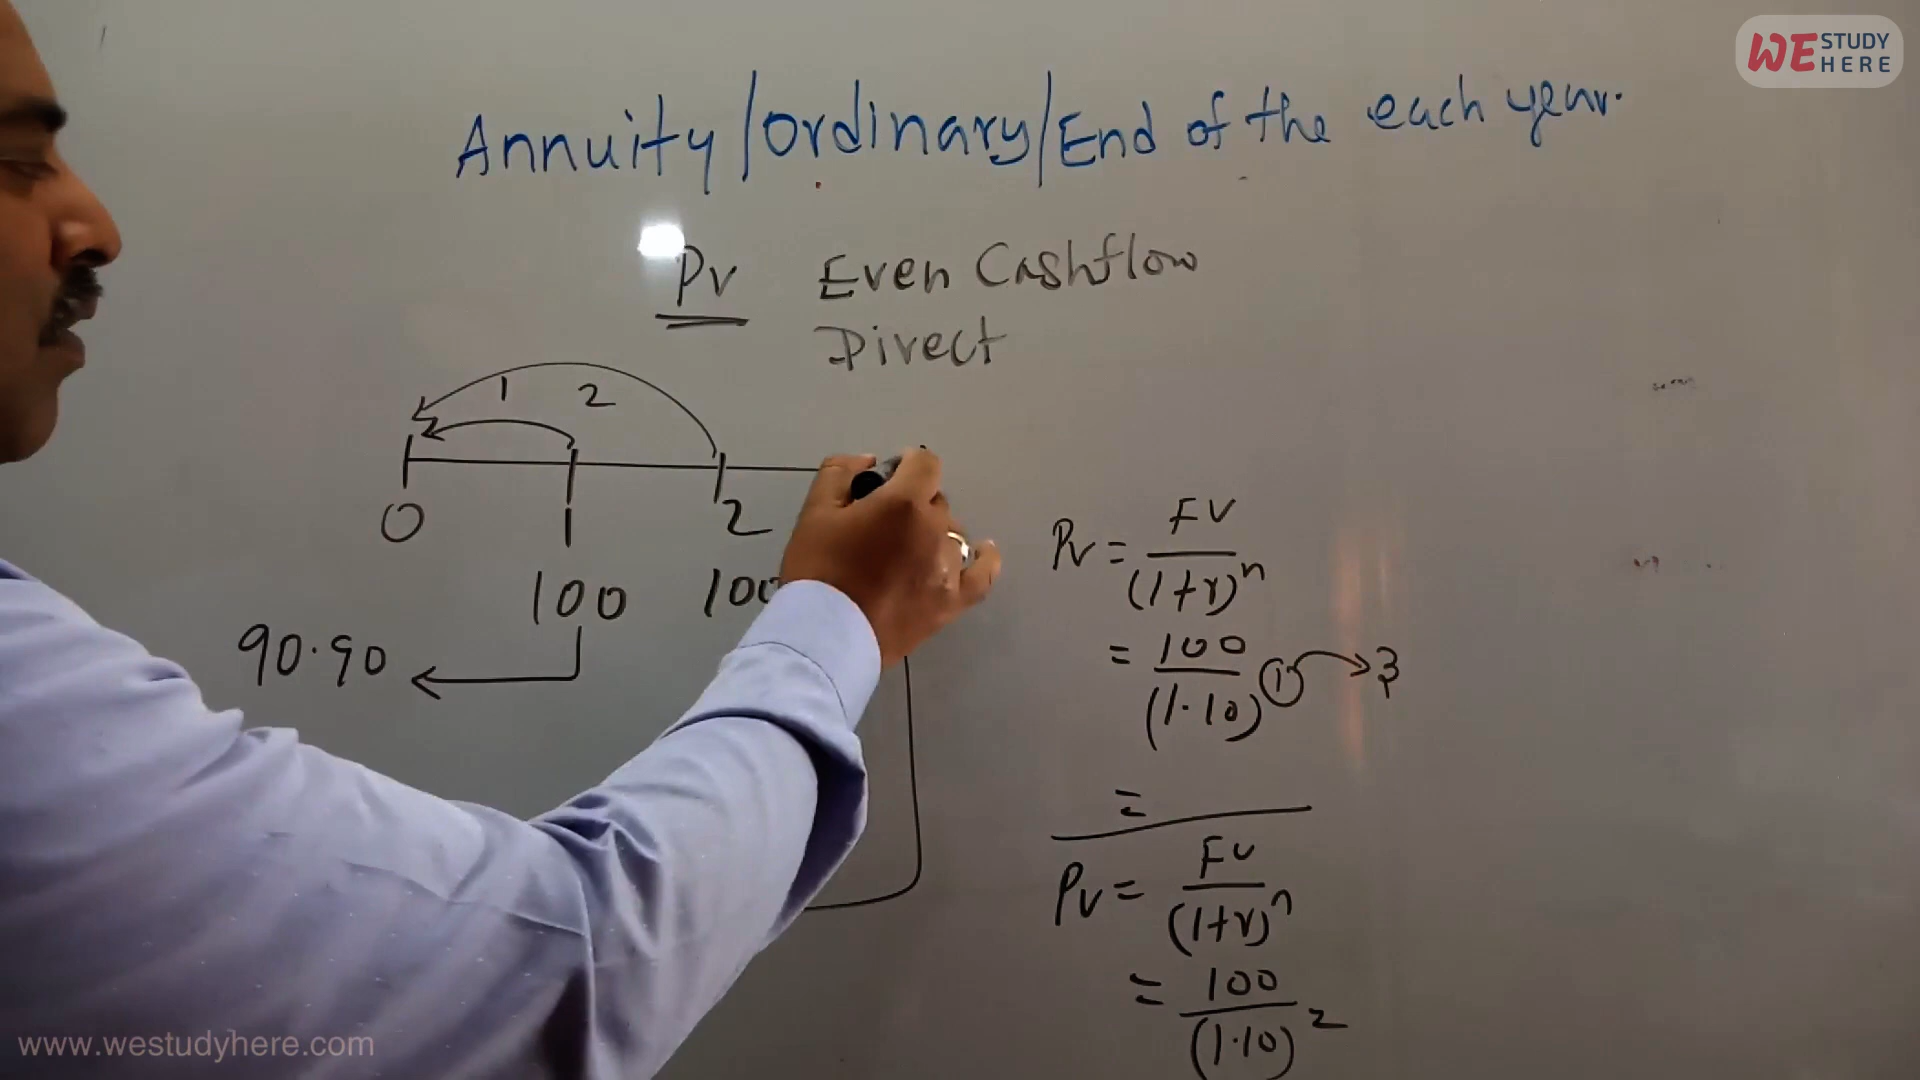 WE STUDY HERE
Annuity/ordinary/End of the each year.
PV Even Cashflow
Direct
1 2
0 1 2
100 100
90.90
PV = FV / (1+r)^n
= 100 / (1.10)^1 → 3
=
PV = FV / (1+r)^n
= 100 / (1.10)^2
www.westudyhere.com